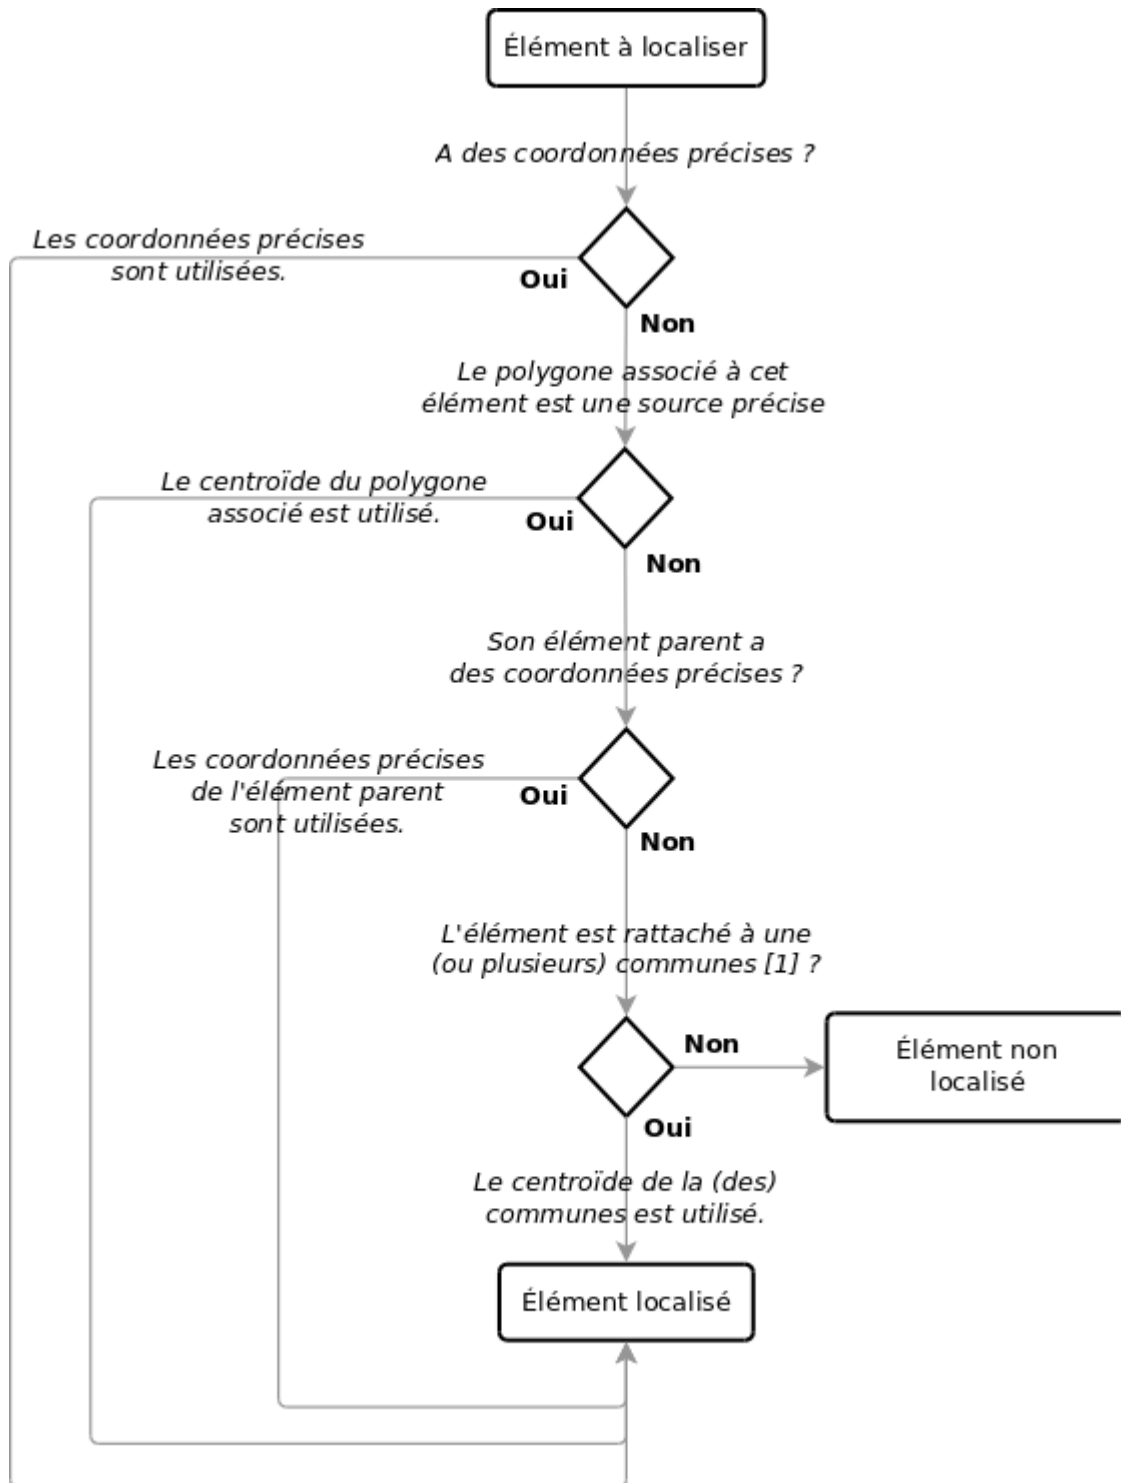 Élément à localiser
A des coordonnées précises ?
Les coordonnées précises
sont utilisées.
Oui
Non
Le polygone associé à cet
élément est une source précise
Le centroïde du polygone
associé est utilisé.
Oui
Non
Son élément parent a
des coordonnées précises ?
Les coordonnées précises
de l'élément parent
sont utilisées.
Oui
Non
L'élément est rattaché à une
(ou plusieurs) communes [1] ?
Non
Élément non
localisé
Oui
Le centroïde de la (des)
communes est utilisé.
Élément localisé